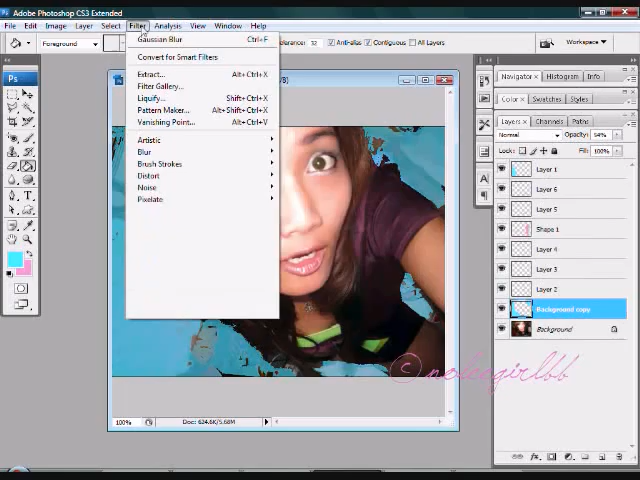 Adobe Photoshop CS3 Extended
File Edit Image Layer Select Filter Analysis View Window Help
Foreground
Tolerance: 32 Anti-alias Contiguous All Layers
Workspace
Gaussian Blur Ctrl+F
Convert for Smart Filters
Extract... Alt+Ctrl+X
Filter Gallery...
Liquify... Shift+Ctrl+X
Pattern Maker... Alt+Shift+Ctrl+X
Vanishing Point... Alt+Ctrl+V
Artistic
Blur
Brush Strokes
Distort
Noise
Pixelate
Ps
Navigator Histogram Info
Color Swatches Styles
Layers Channels Paths
Normal Opacity: 54%
Lock: Fill: 100%
Layer 1
Layer 6
Layer 5
Shape 1
Layer 4
Layer 3
Layer 2
Background copy
Background
100% Doc: 624.6K/5.68M